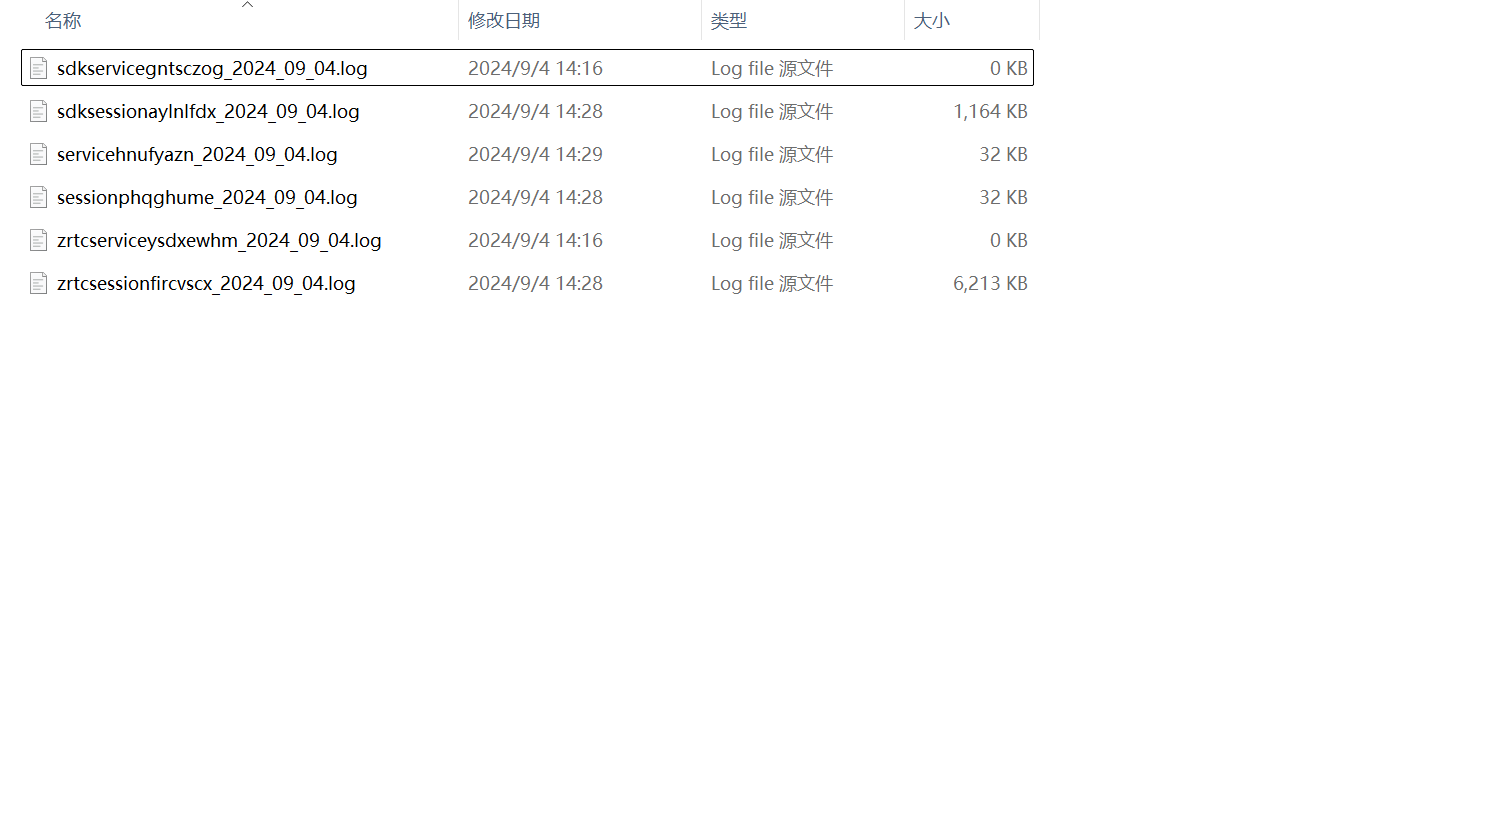 名称 修改日期 类型 大小
sdkservicegntsczog_2024_09_04.log 2024/9/4 14:16 Log file 源文件 0 KB
sdksessionaylnlfdx_2024_09_04.log 2024/9/4 14:28 Log file 源文件 1,164 KB
servicehnufyazn_2024_09_04.log 2024/9/4 14:29 Log file 源文件 32 KB
sessionphqghume_2024_09_04.log 2024/9/4 14:28 Log file 源文件 32 KB
zrtcserviceysdxewhm_2024_09_04.log 2024/9/4 14:16 Log file 源文件 0 KB
zrtcsessionfircvscx_2024_09_04.log 2024/9/4 14:28 Log file 源文件 6,213 KB